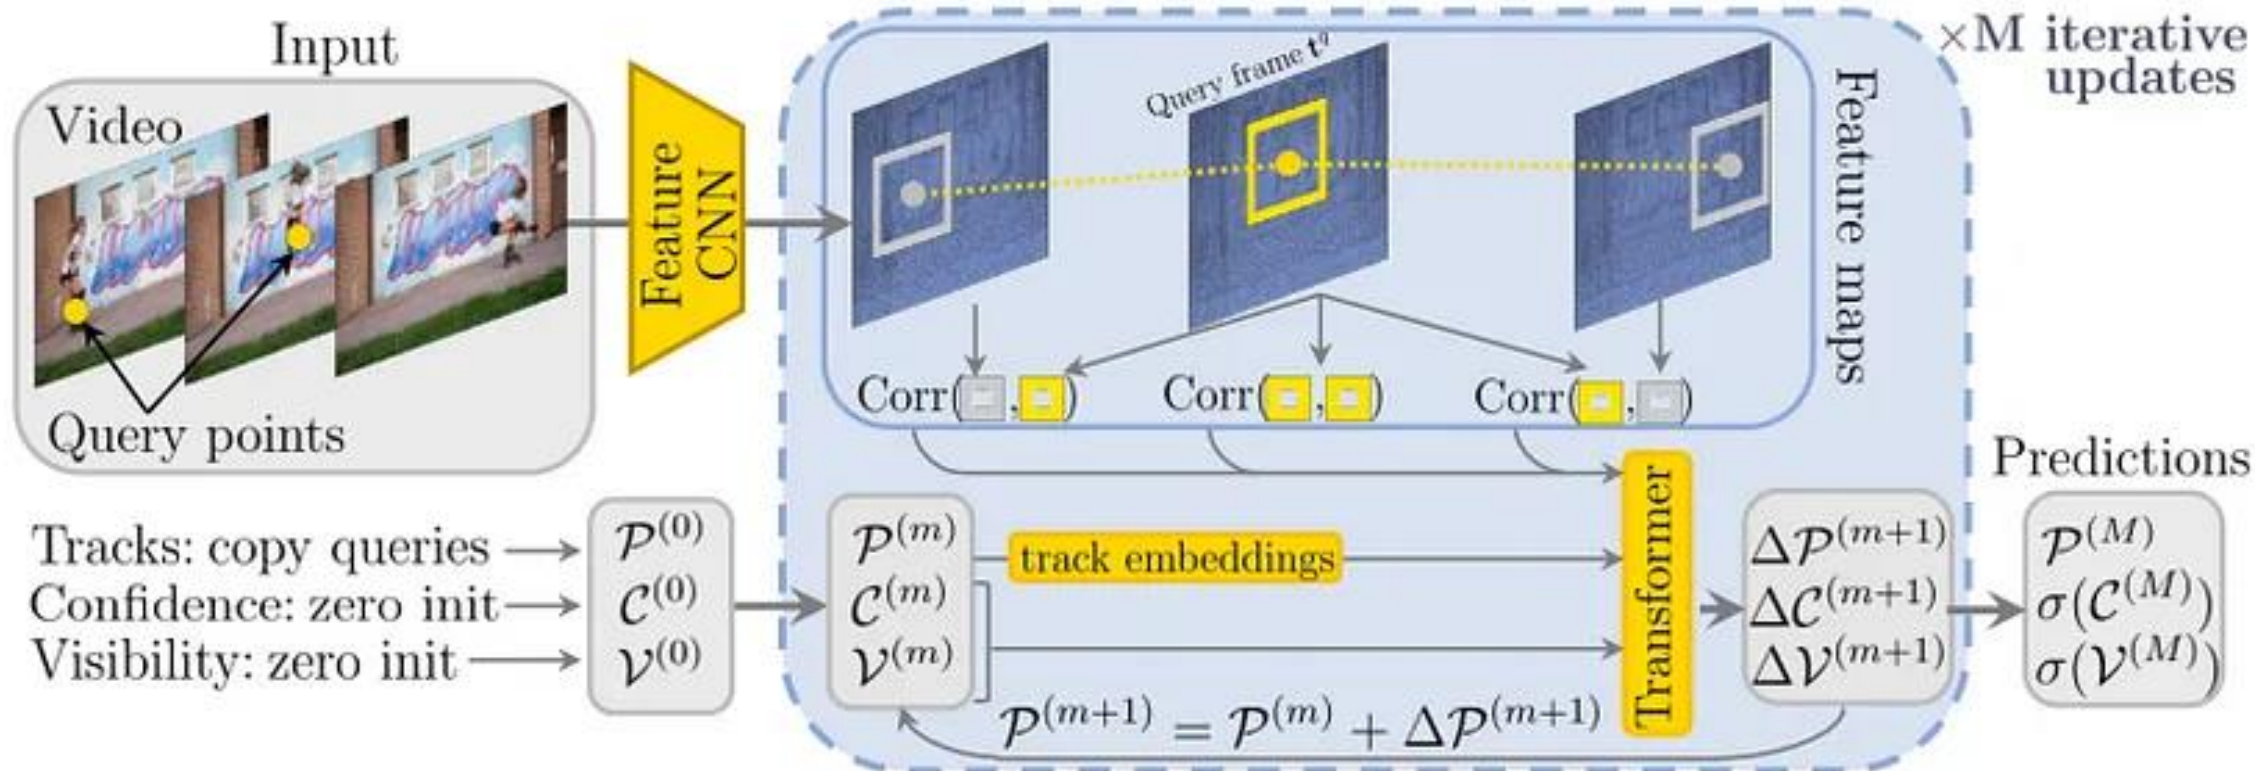 Input
Video
Query points
Feature
CNN
Query frame t^q
Feature maps
×M iterative
updates
Corr( , )
Corr( , )
Corr( , )
Tracks: copy queries
Confidence: zero init
Visibility: zero init
𝒫^(0)
𝒞^(0)
𝒱^(0)
𝒫^(m)
𝒞^(m)
𝒱^(m)
track embeddings
Transformer
𝒫^(m+1) = 𝒫^(m) + Δ𝒫^(m+1)
Δ𝒫^(m+1)
Δ𝒞^(m+1)
Δ𝒱^(m+1)
Predictions
𝒫^(M)
σ(𝒞^(M))
σ(𝒱^(M))